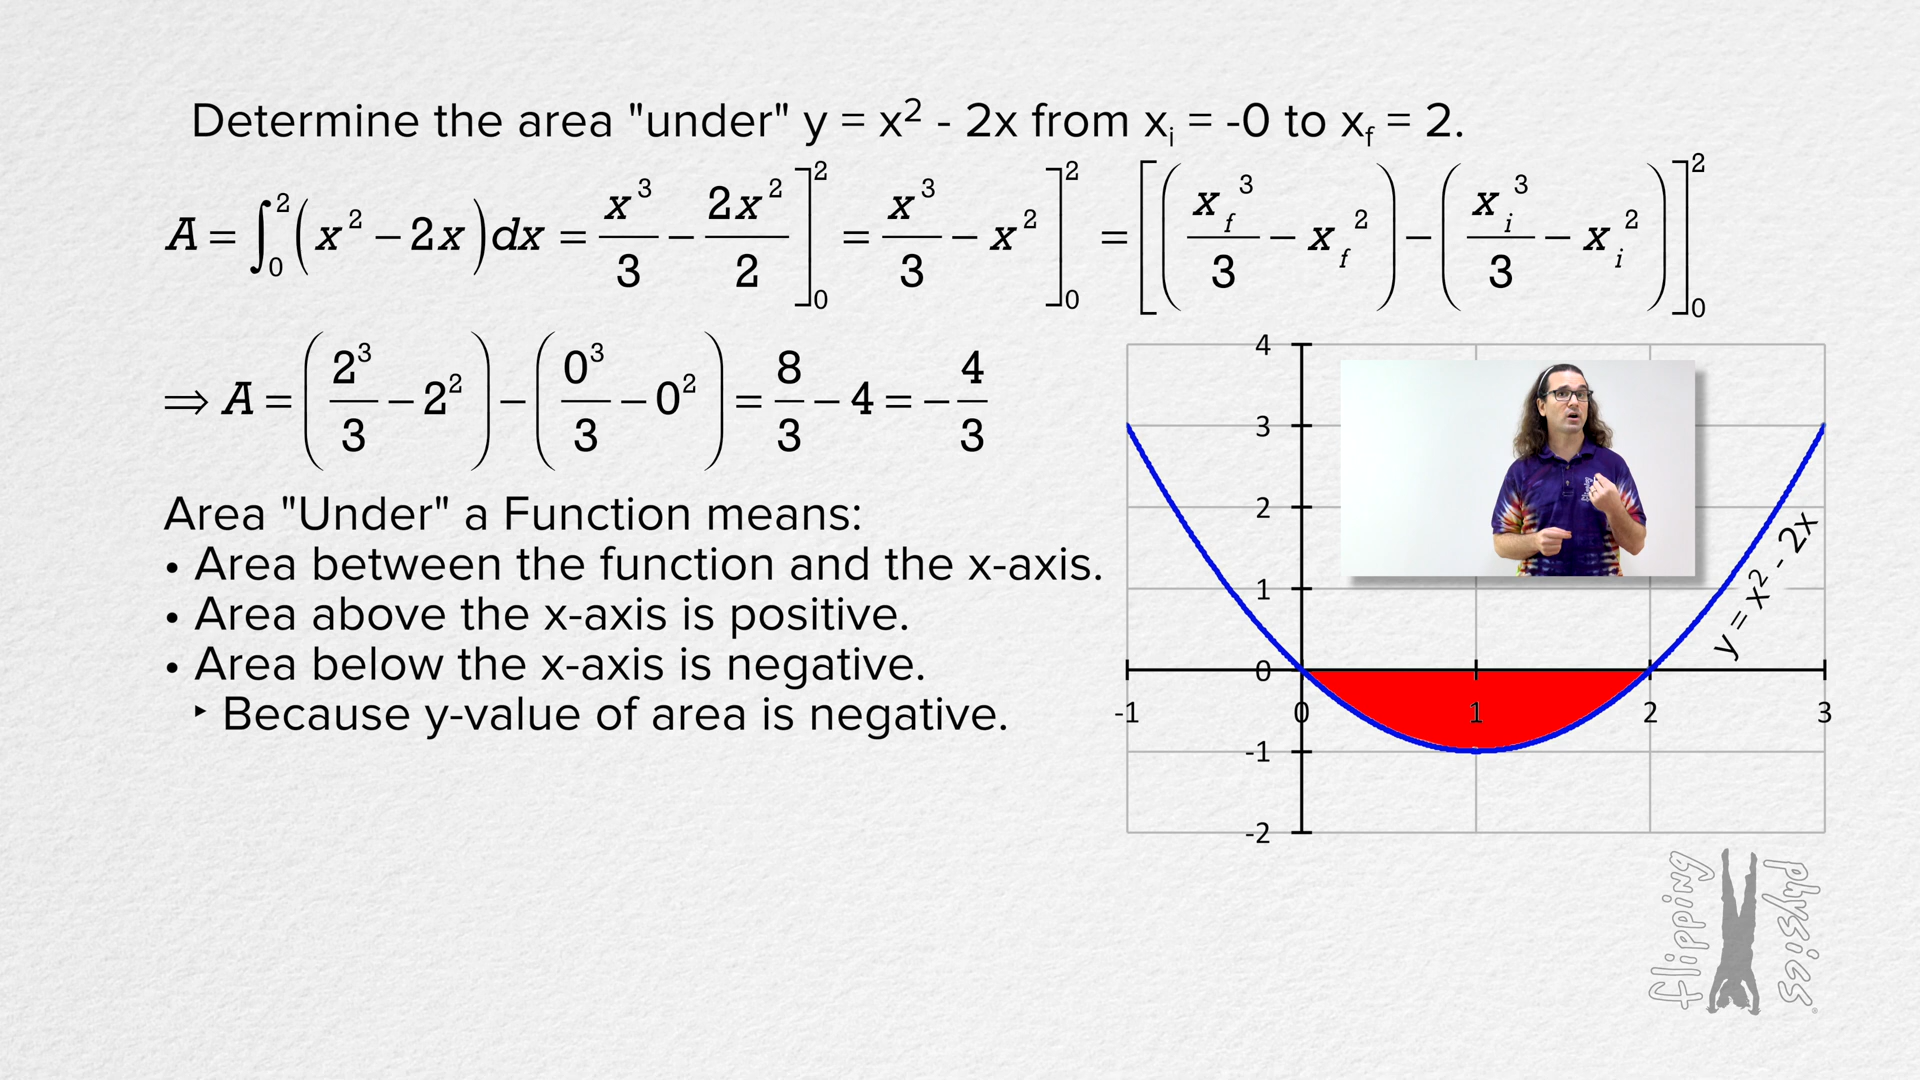 Determine the area "under" y = x² - 2x from xᵢ = -0 to x_f = 2.
A = ∫₀² (x² − 2x)dx = x³/3 − 2x²/2 ]₀² = x³/3 − x² ]₀² = [(x_f³/3 − x_f²) − (xᵢ³/3 − xᵢ²)]₀²
⇒ A = (2³/3 − 2²) − (0³/3 − 0²) = 8/3 − 4 = − 4/3
Area "Under" a Function means:
• Area between the function and the x-axis.
• Area above the x-axis is positive.
• Area below the x-axis is negative.
‣ Because y-value of area is negative.
4
3
2
1
0
-1
-2
-1 0 1 2 3
y = x² - 2x
flipping
physics